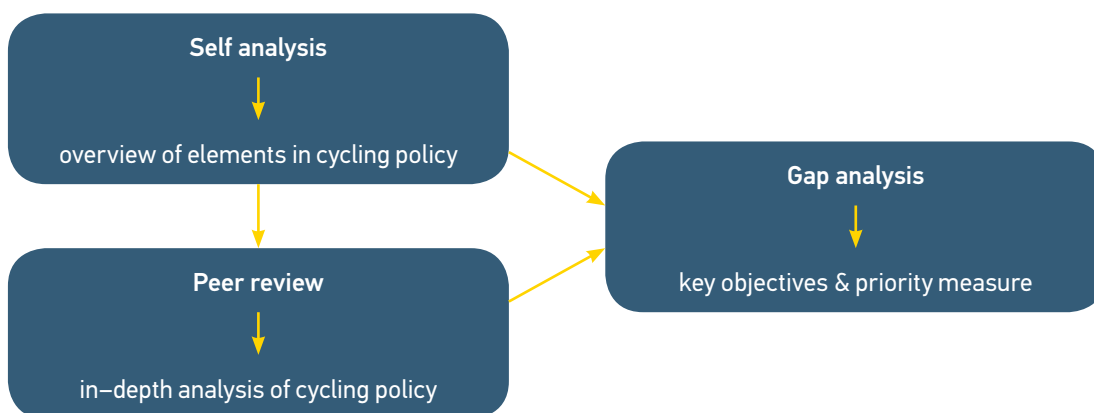 Self analysis
overview of elements in cycling policy
Peer review
in–depth analysis of cycling policy
Gap analysis
key objectives & priority measure